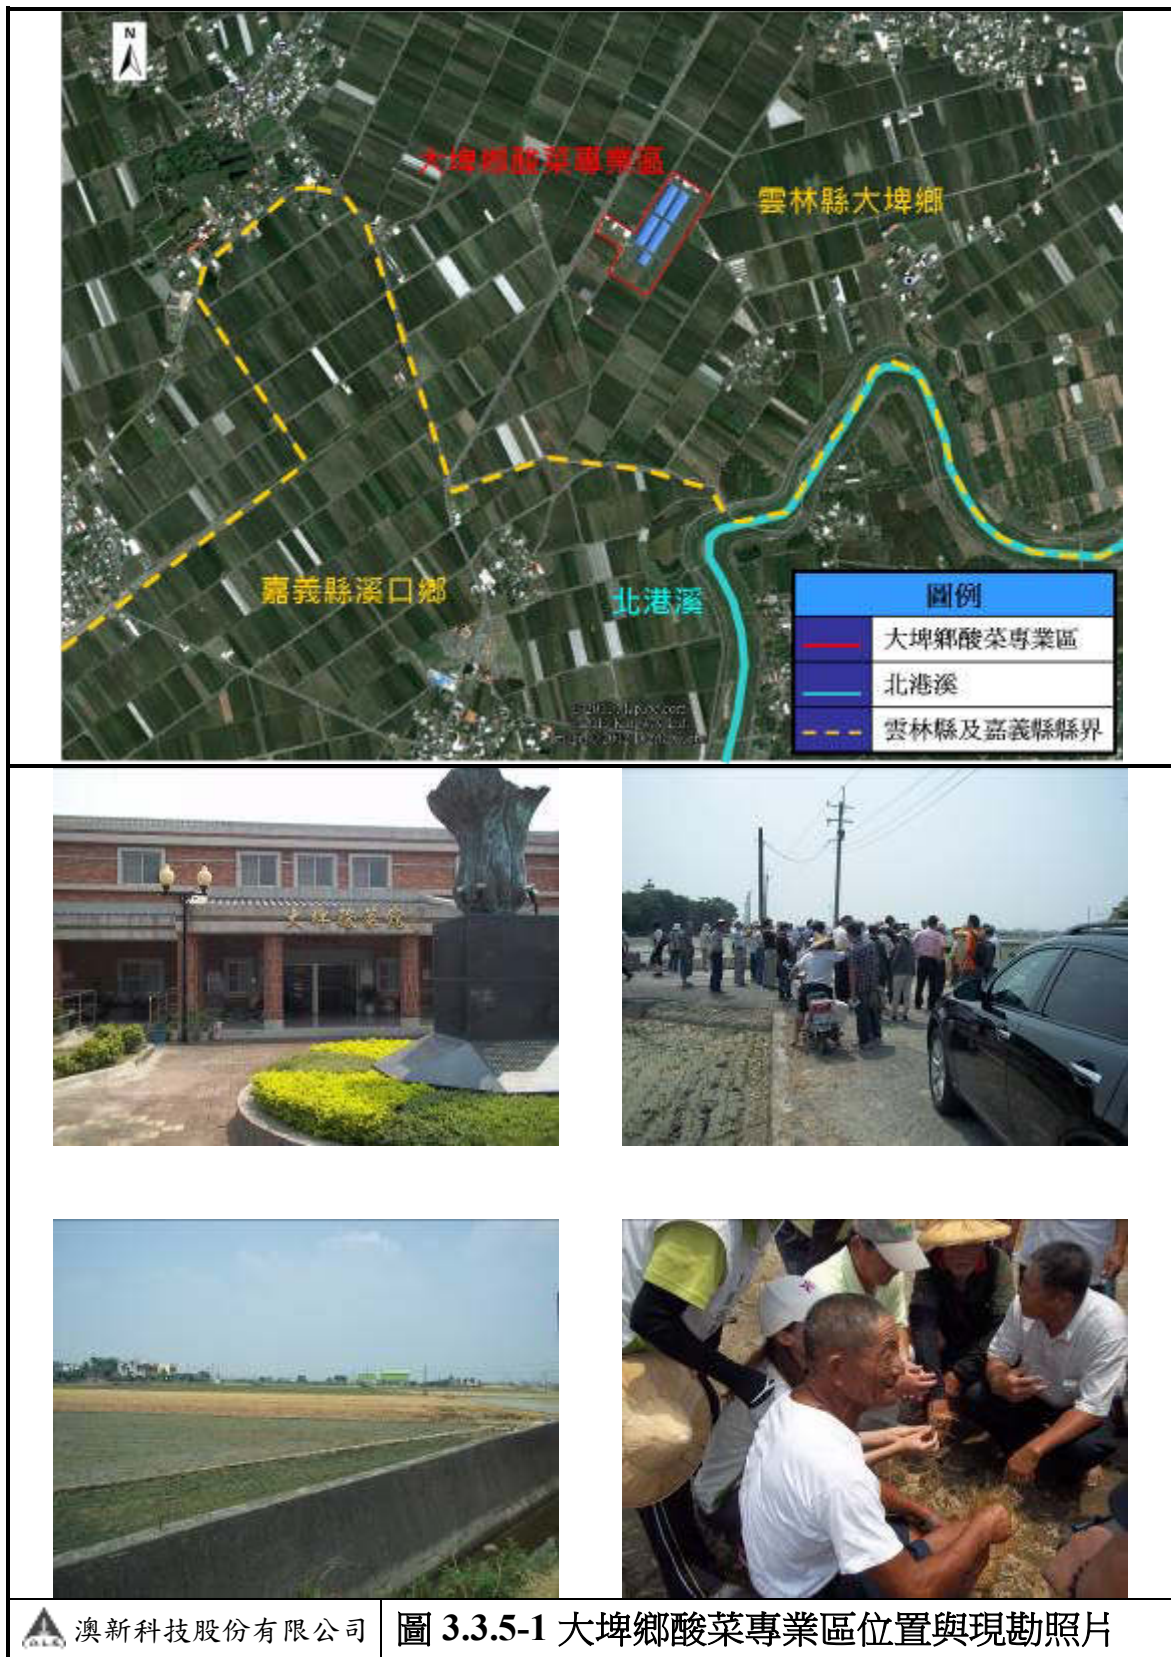 N
大埤鄉酸菜專業區
雲林縣大埤鄉
嘉義縣溪口鄉
北港溪
圖例
大埤鄉酸菜專業區
北港溪
雲林縣及嘉義縣縣界
大埤酸菜館
澳新科技股份有限公司
圖 3.3.5-1 大埤鄉酸菜專業區位置與現勘照片